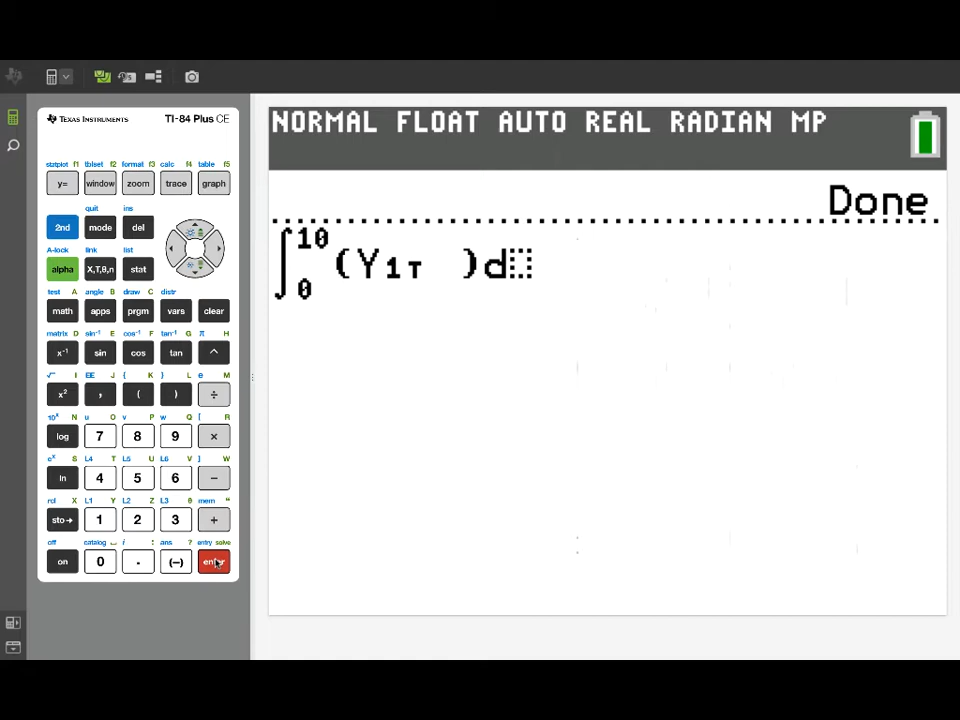 TEXAS INSTRUMENTS TI-84 Plus CE
NORMAL FLOAT AUTO REAL RADIAN MP
Done
∫₀¹⁰(Y₁ᴛ )d
statplot f1 tblset f2 format f3 calc f4 table f5
y= window zoom trace graph
quit ins
2nd mode del
A-lock link list
alpha X,T,θ,n stat
test A angle B draw C distr
math apps prgm vars clear
matrix D sin⁻¹ E cos⁻¹ F tan⁻¹ G π H
x⁻¹ sin cos tan ^
√ I EE J { K } L e M
x² , ( ) ÷
10ˣ N u O v P w Q [ R
log 7 8 9 ×
eˣ S L4 T L5 U L6 V ] W
ln 4 5 6 −
rcl X L1 Y L2 Z L3 θ mem "
sto→ 1 2 3 +
off catalog ⎵ i : ans ? entry solve
on 0 . (−) enter